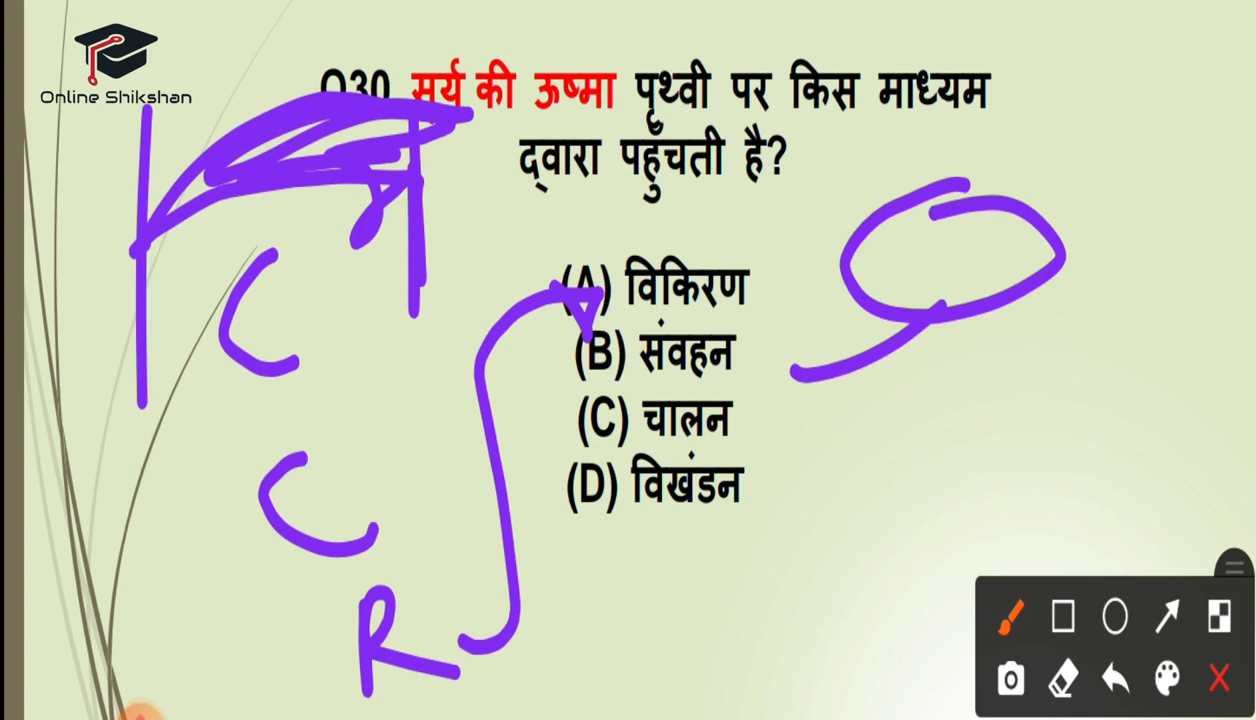 Online Shikshan
Q30 सूर्य की ऊष्मा पृथ्वी पर किस माध्यम
द्वारा पहुँचती है?
(A) विकिरण
(B) संवहन
(C) चालन
(D) विखंडन
C
C
R